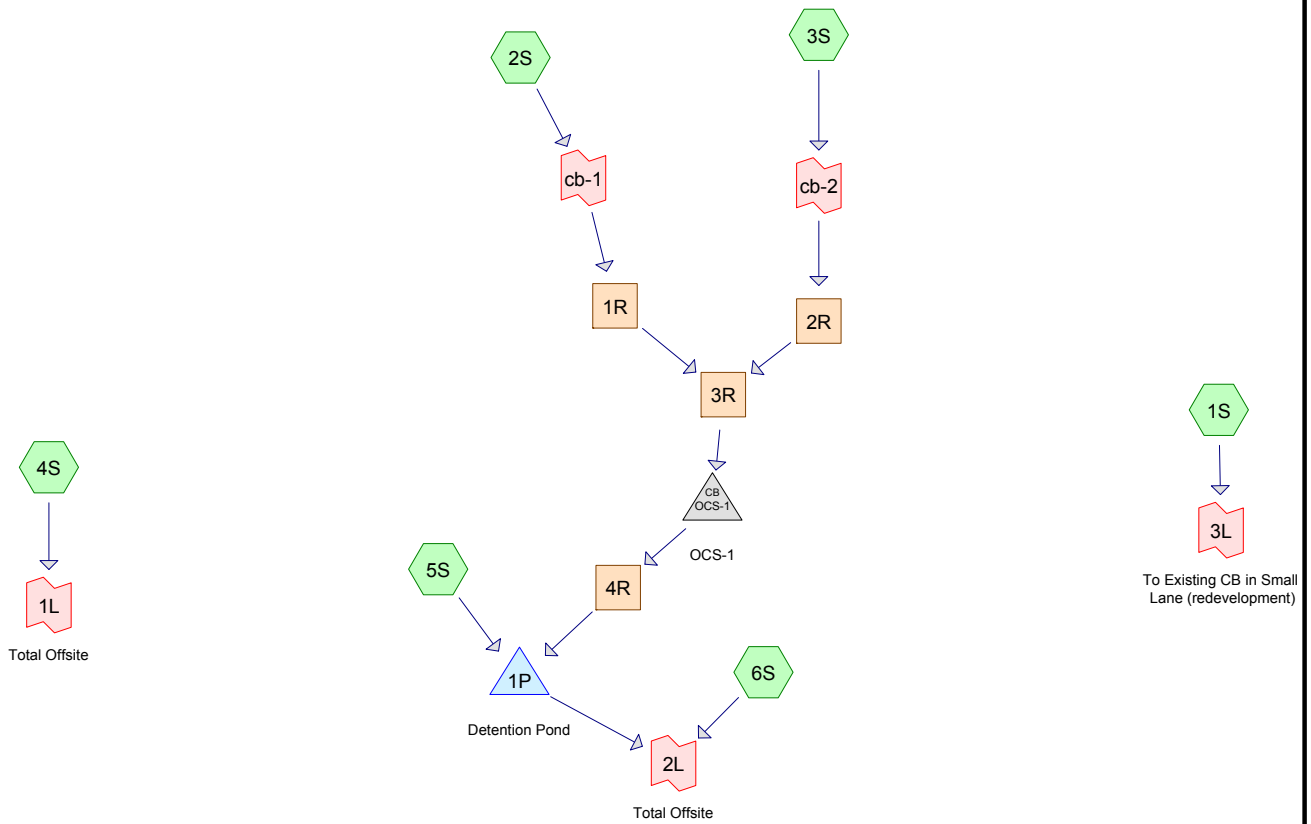 2S
3S
cb-1
cb-2
1R
2R
3R
1S
4S
CB
OCS-1
3L
OCS-1
5S
4R
To Existing CB in Small
Lane (redevelopment)
1L
Total Offsite
1P
6S
Detention Pond
2L
Total Offsite